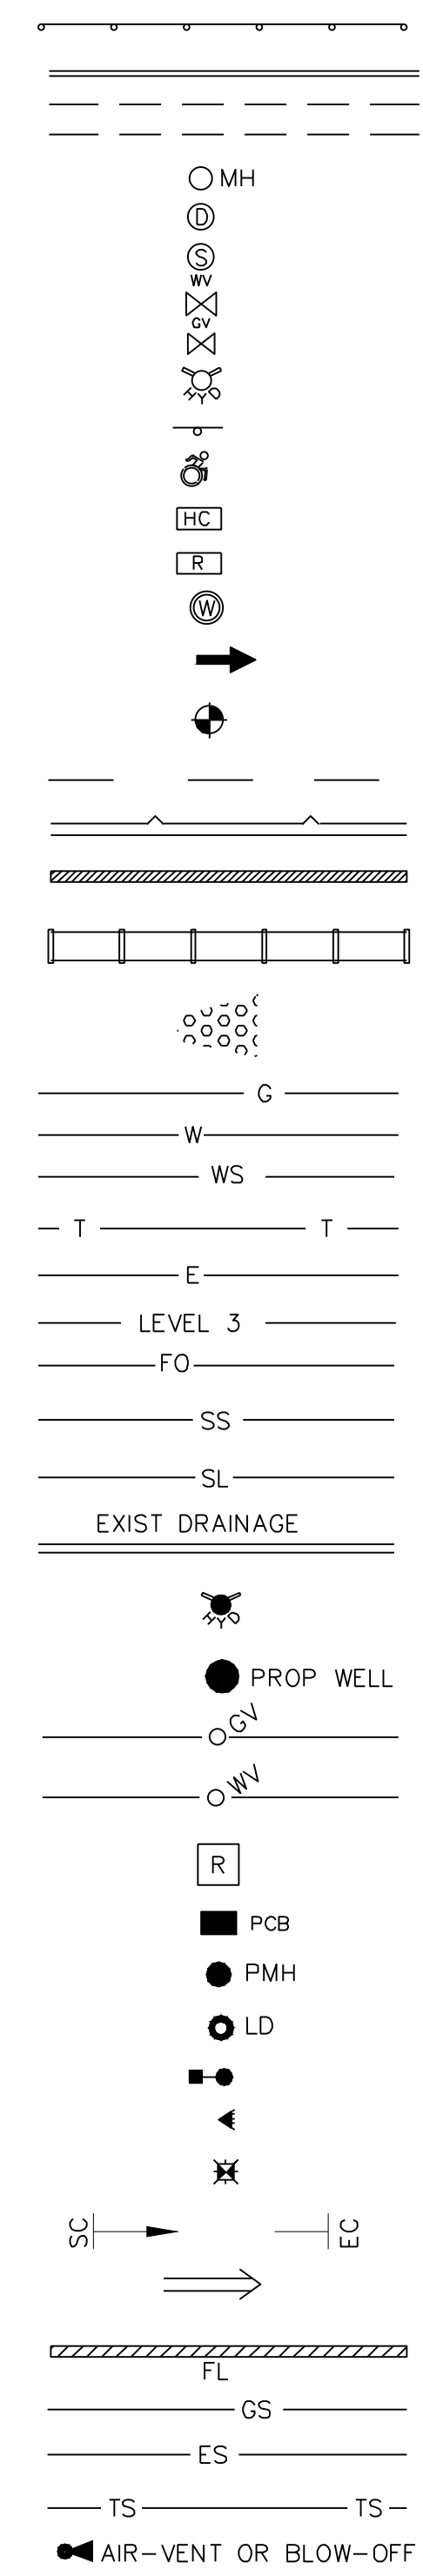 MH
D
S
WV
GV
HYD
HC
R
W
G
W
WS
T T
E
LEVEL 3
FO
SS
SL
EXIST DRAINAGE
HYD
PROP WELL
GV
WV
R
PCB
PMH
LD
SC EC
FL
GS
ES
TS TS
AIR-VENT OR BLOW-OFF